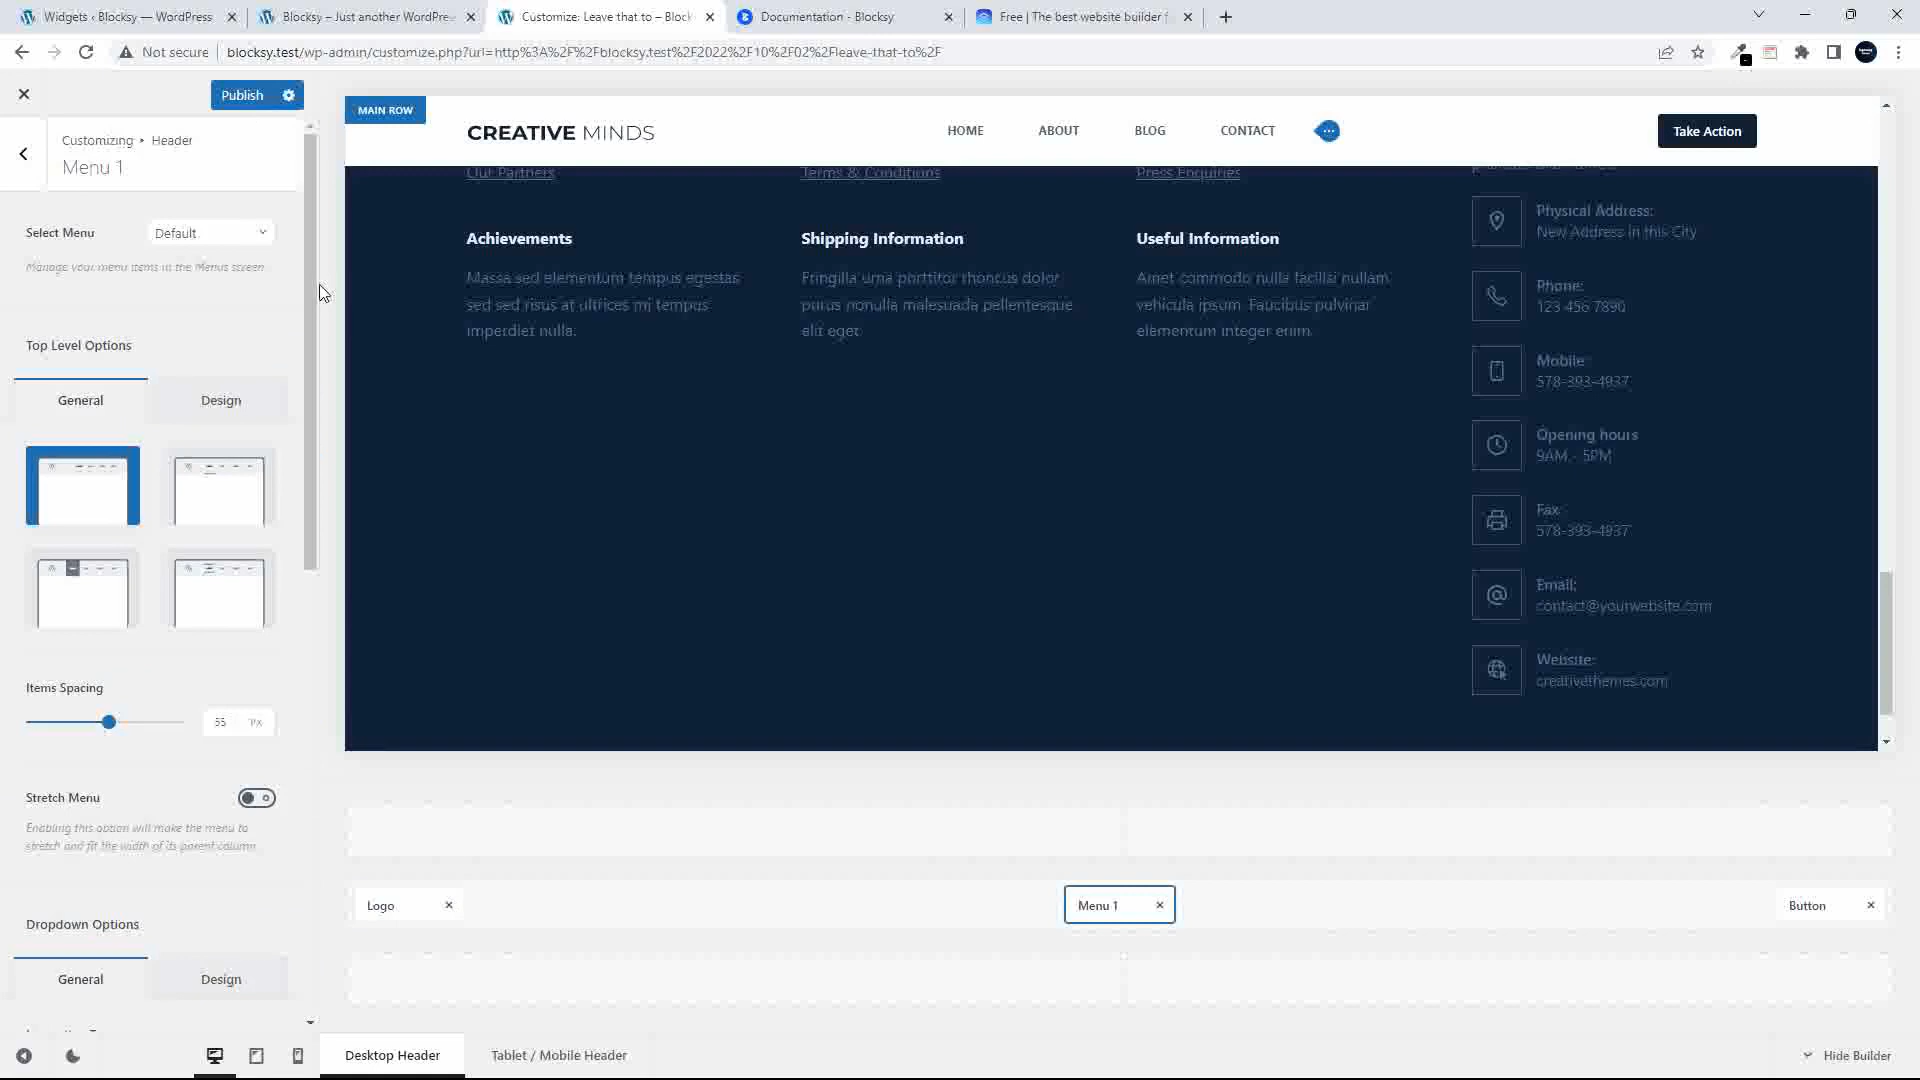 Widgets ‹ Blocksy — WordPress
Blocksy – Just another WordPre
Customize: Leave that to – Block
Documentation - Blocksy
Free | The best website builder f
Not secure
blocksy.test/wp-admin/customize.php?url=http%3A%2F%2Fblocksy.test%2F2022%2F10%2F02%2Fleave-that-to%2F
Publish
Customizing ▸ Header
Menu 1
Select Menu
Default
Manage your menu items in the Menus screen.
Top Level Options
General
Design
Items Spacing
55
PX
Stretch Menu
Enabling this option will make the menu to
stretch and fit the width of its parent column.
Dropdown Options
General
Design
MAIN ROW
CREATIVE MINDS
HOME
ABOUT
BLOG
CONTACT
Take Action
Our Partners
Terms & Conditions
Press Enquiries
Achievements
Massa sed elementum tempus egestas
sed sed risus at ultrices mi tempus
imperdiet nulla.
Shipping Information
Fringilla urna porttitor rhoncus dolor
purus nonulla malesuada pellentesque
elit eget.
Useful Information
Amet commodo nulla facilisi nullam
vehicula ipsum. Faucibus pulvinar
elementum integer enim.
Physical Address:
New Address in this City
Phone:
123 456 7890
Mobile:
578-393-4937
Opening hours
9AM - 5PM
Fax:
578-393-4937
Email:
contact@yourwebsite.com
Website:
creativethemes.com
Logo
Menu 1
Button
Desktop Header
Tablet / Mobile Header
Hide Builder